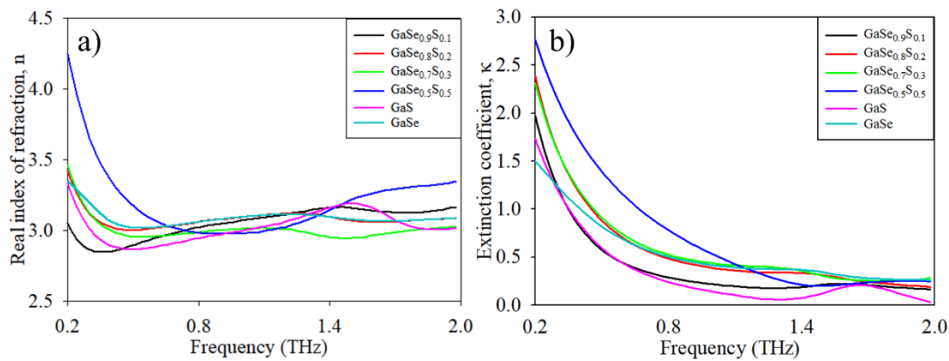 a)
Real index of refraction, n
4.5
4.0
3.5
3.0
2.5
0.2
0.8
1.4
2.0
Frequency (THz)
GaSe₀.₉S₀.₁
GaSe₀.₈S₀.₂
GaSe₀.₇S₀.₃
GaSe₀.₅S₀.₅
GaS
GaSe
b)
Extinction coefficient, κ
3.0
2.5
2.0
1.5
1.0
0.5
0.0
0.2
0.8
1.4
2.0
Frequency (THz)
GaSe₀.₉S₀.₁
GaSe₀.₈S₀.₂
GaSe₀.₇S₀.₃
GaSe₀.₅S₀.₅
GaS
GaSe